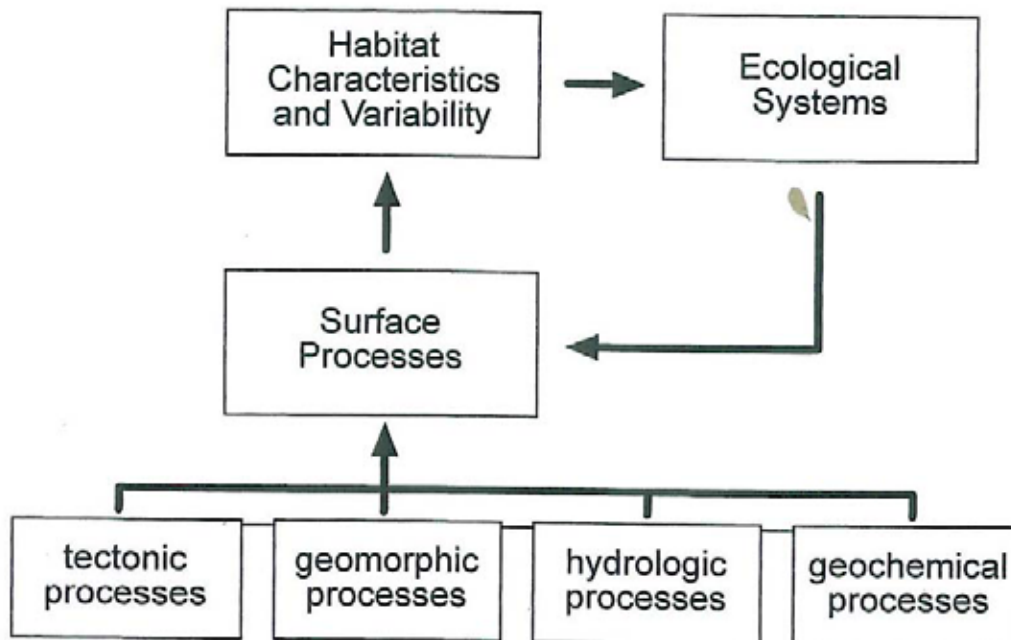 Habitat
Characteristics
and Variability
Ecological
Systems
Surface
Processes
tectonic
processes
geomorphic
processes
hydrologic
processes
geochemical
processes